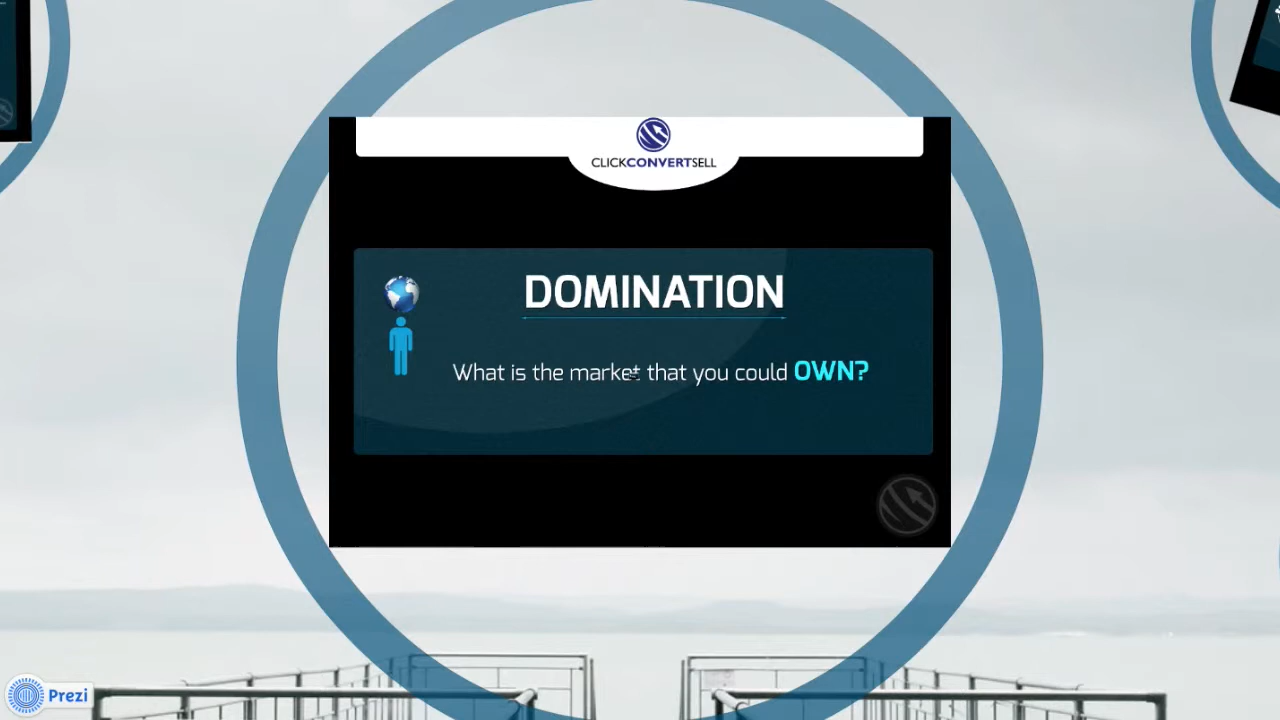 CLICKCONVERTSELL
DOMINATION
What is the market that you could OWN?
Prezi